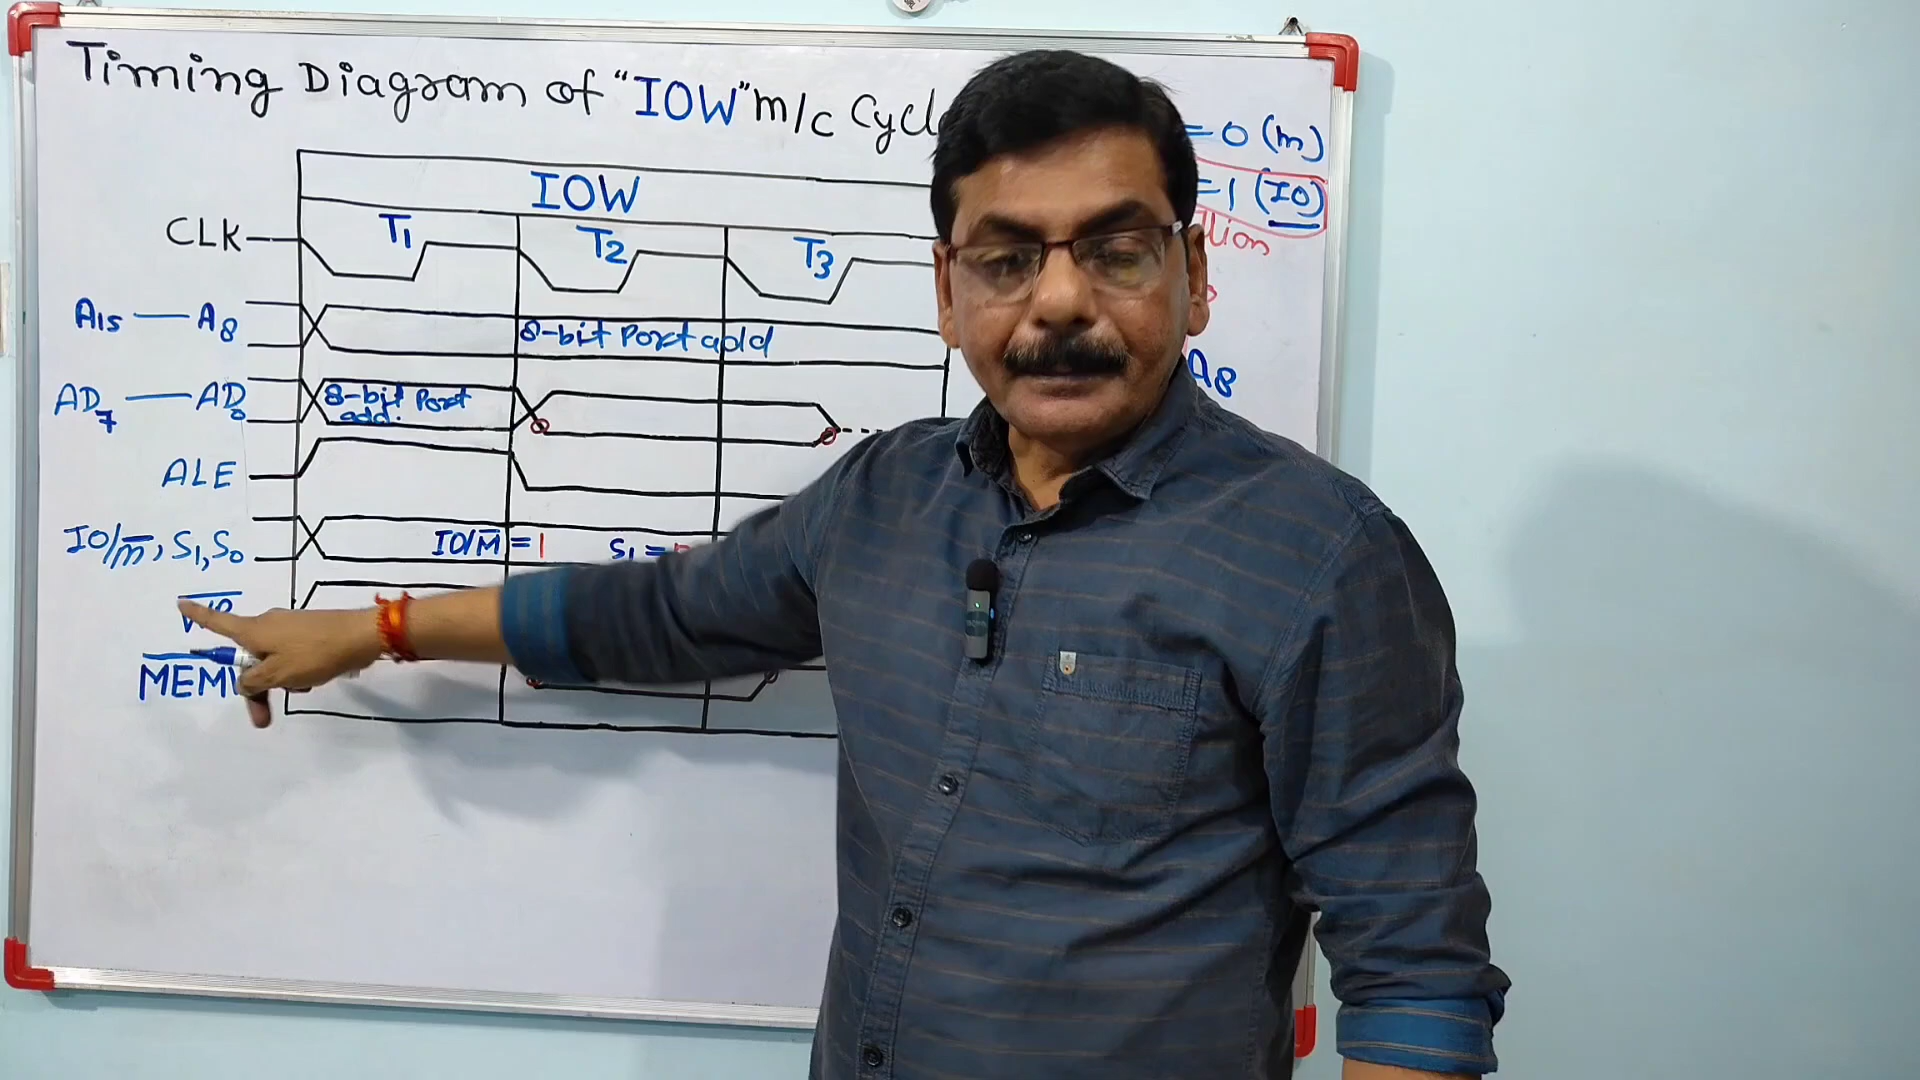 Timing Diagram of "IOW" m/c Cycl
= 0 (m)
= 1 (IO)
IOW
CLK T1 T2 T3
A15 — A8 8-bit Port add
A8
AD7 — AD0 8-bit Port
add.
ALE
IO/M̅, S1, S0 IO/M̅ = 1 S1 =
MEM